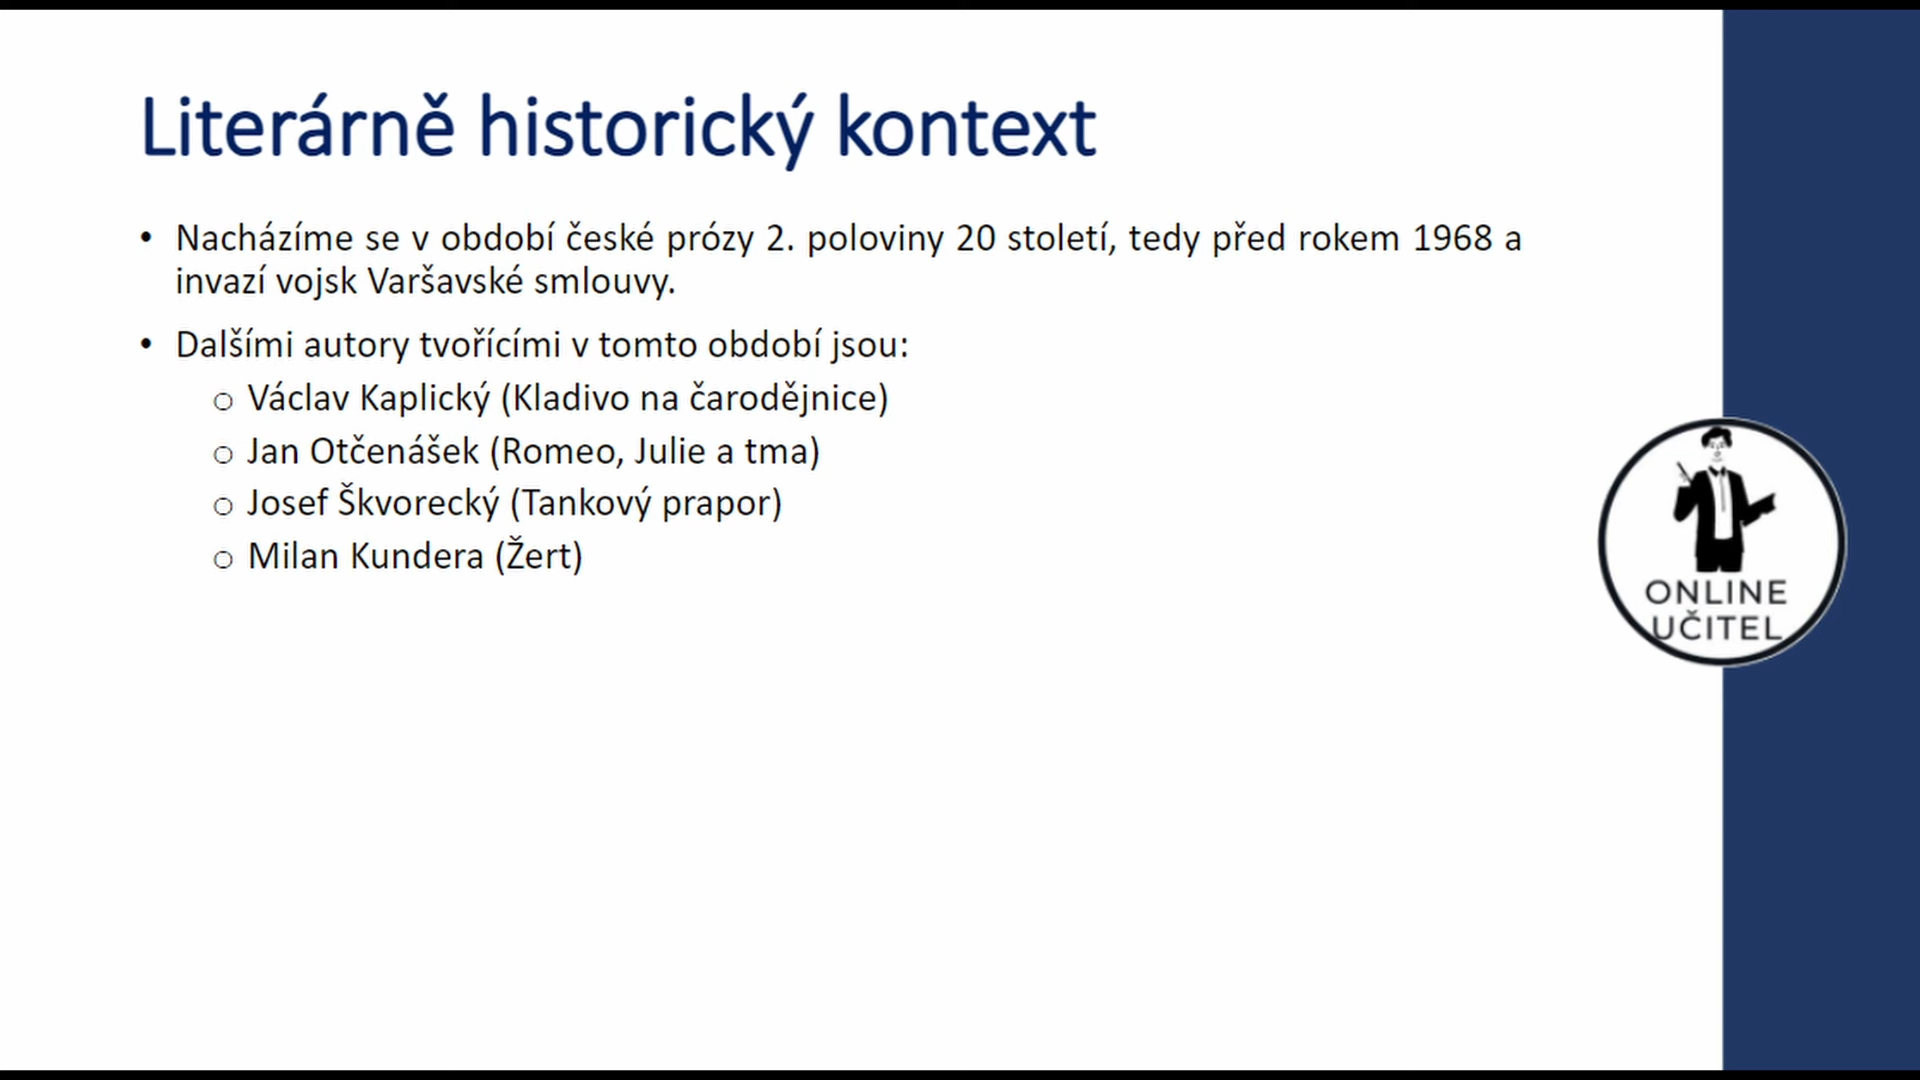 Literárně historický kontext
• Nacházíme se v období české prózy 2. poloviny 20 století, tedy před rokem 1968 a
invazí vojsk Varšavské smlouvy.
• Dalšími autory tvořícími v tomto období jsou:
o Václav Kaplický (Kladivo na čarodějnice)
o Jan Otčenášek (Romeo, Julie a tma)
o Josef Škvorecký (Tankový prapor)
o Milan Kundera (Žert)
ONLINE
UČITEL